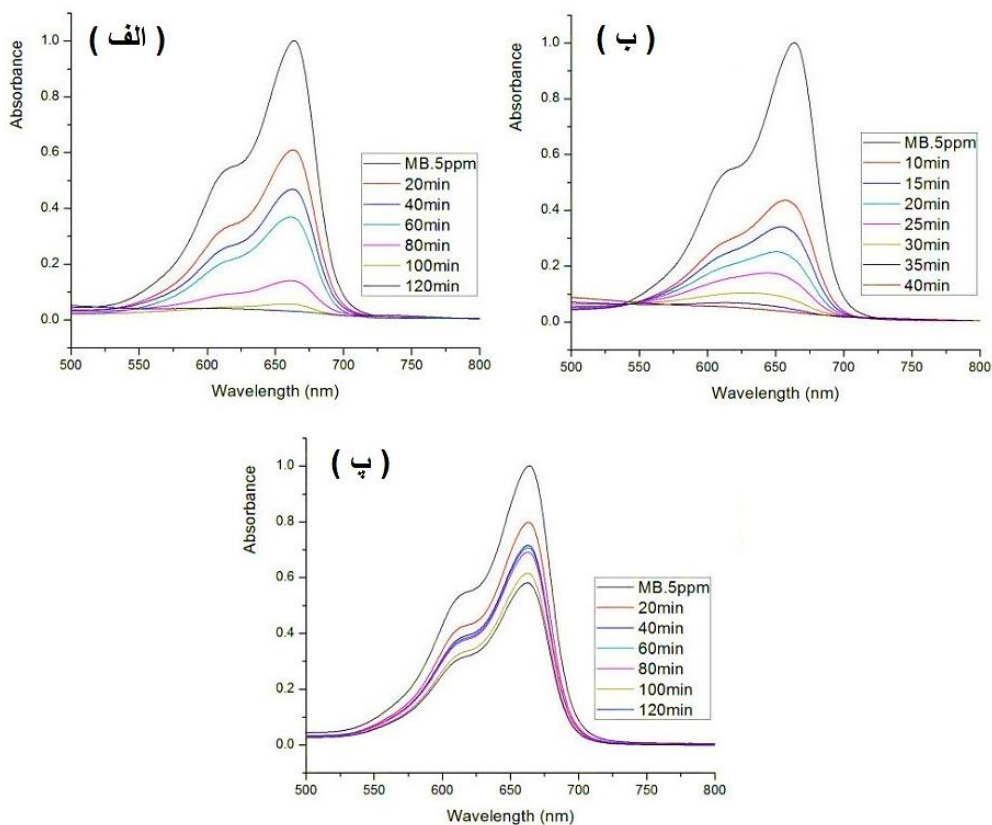 ( الف )
Absorbance
1.0
0.8
0.6
0.4
0.2
0.0
500 550 600 650 700 750 800
Wavelength (nm)
MB.5ppm
20min
40min
60min
80min
100min
120min
( ب )
Absorbance
1.0
0.8
0.6
0.4
0.2
0.0
500 550 600 650 700 750 800
Wavelength (nm)
MB.5ppm
10min
15min
20min
25min
30min
35min
40min
( پ )
Absorbance
1.0
0.8
0.6
0.4
0.2
0.0
500 550 600 650 700 750 800
Wavelength (nm)
MB.5ppm
20min
40min
60min
80min
100min
120min